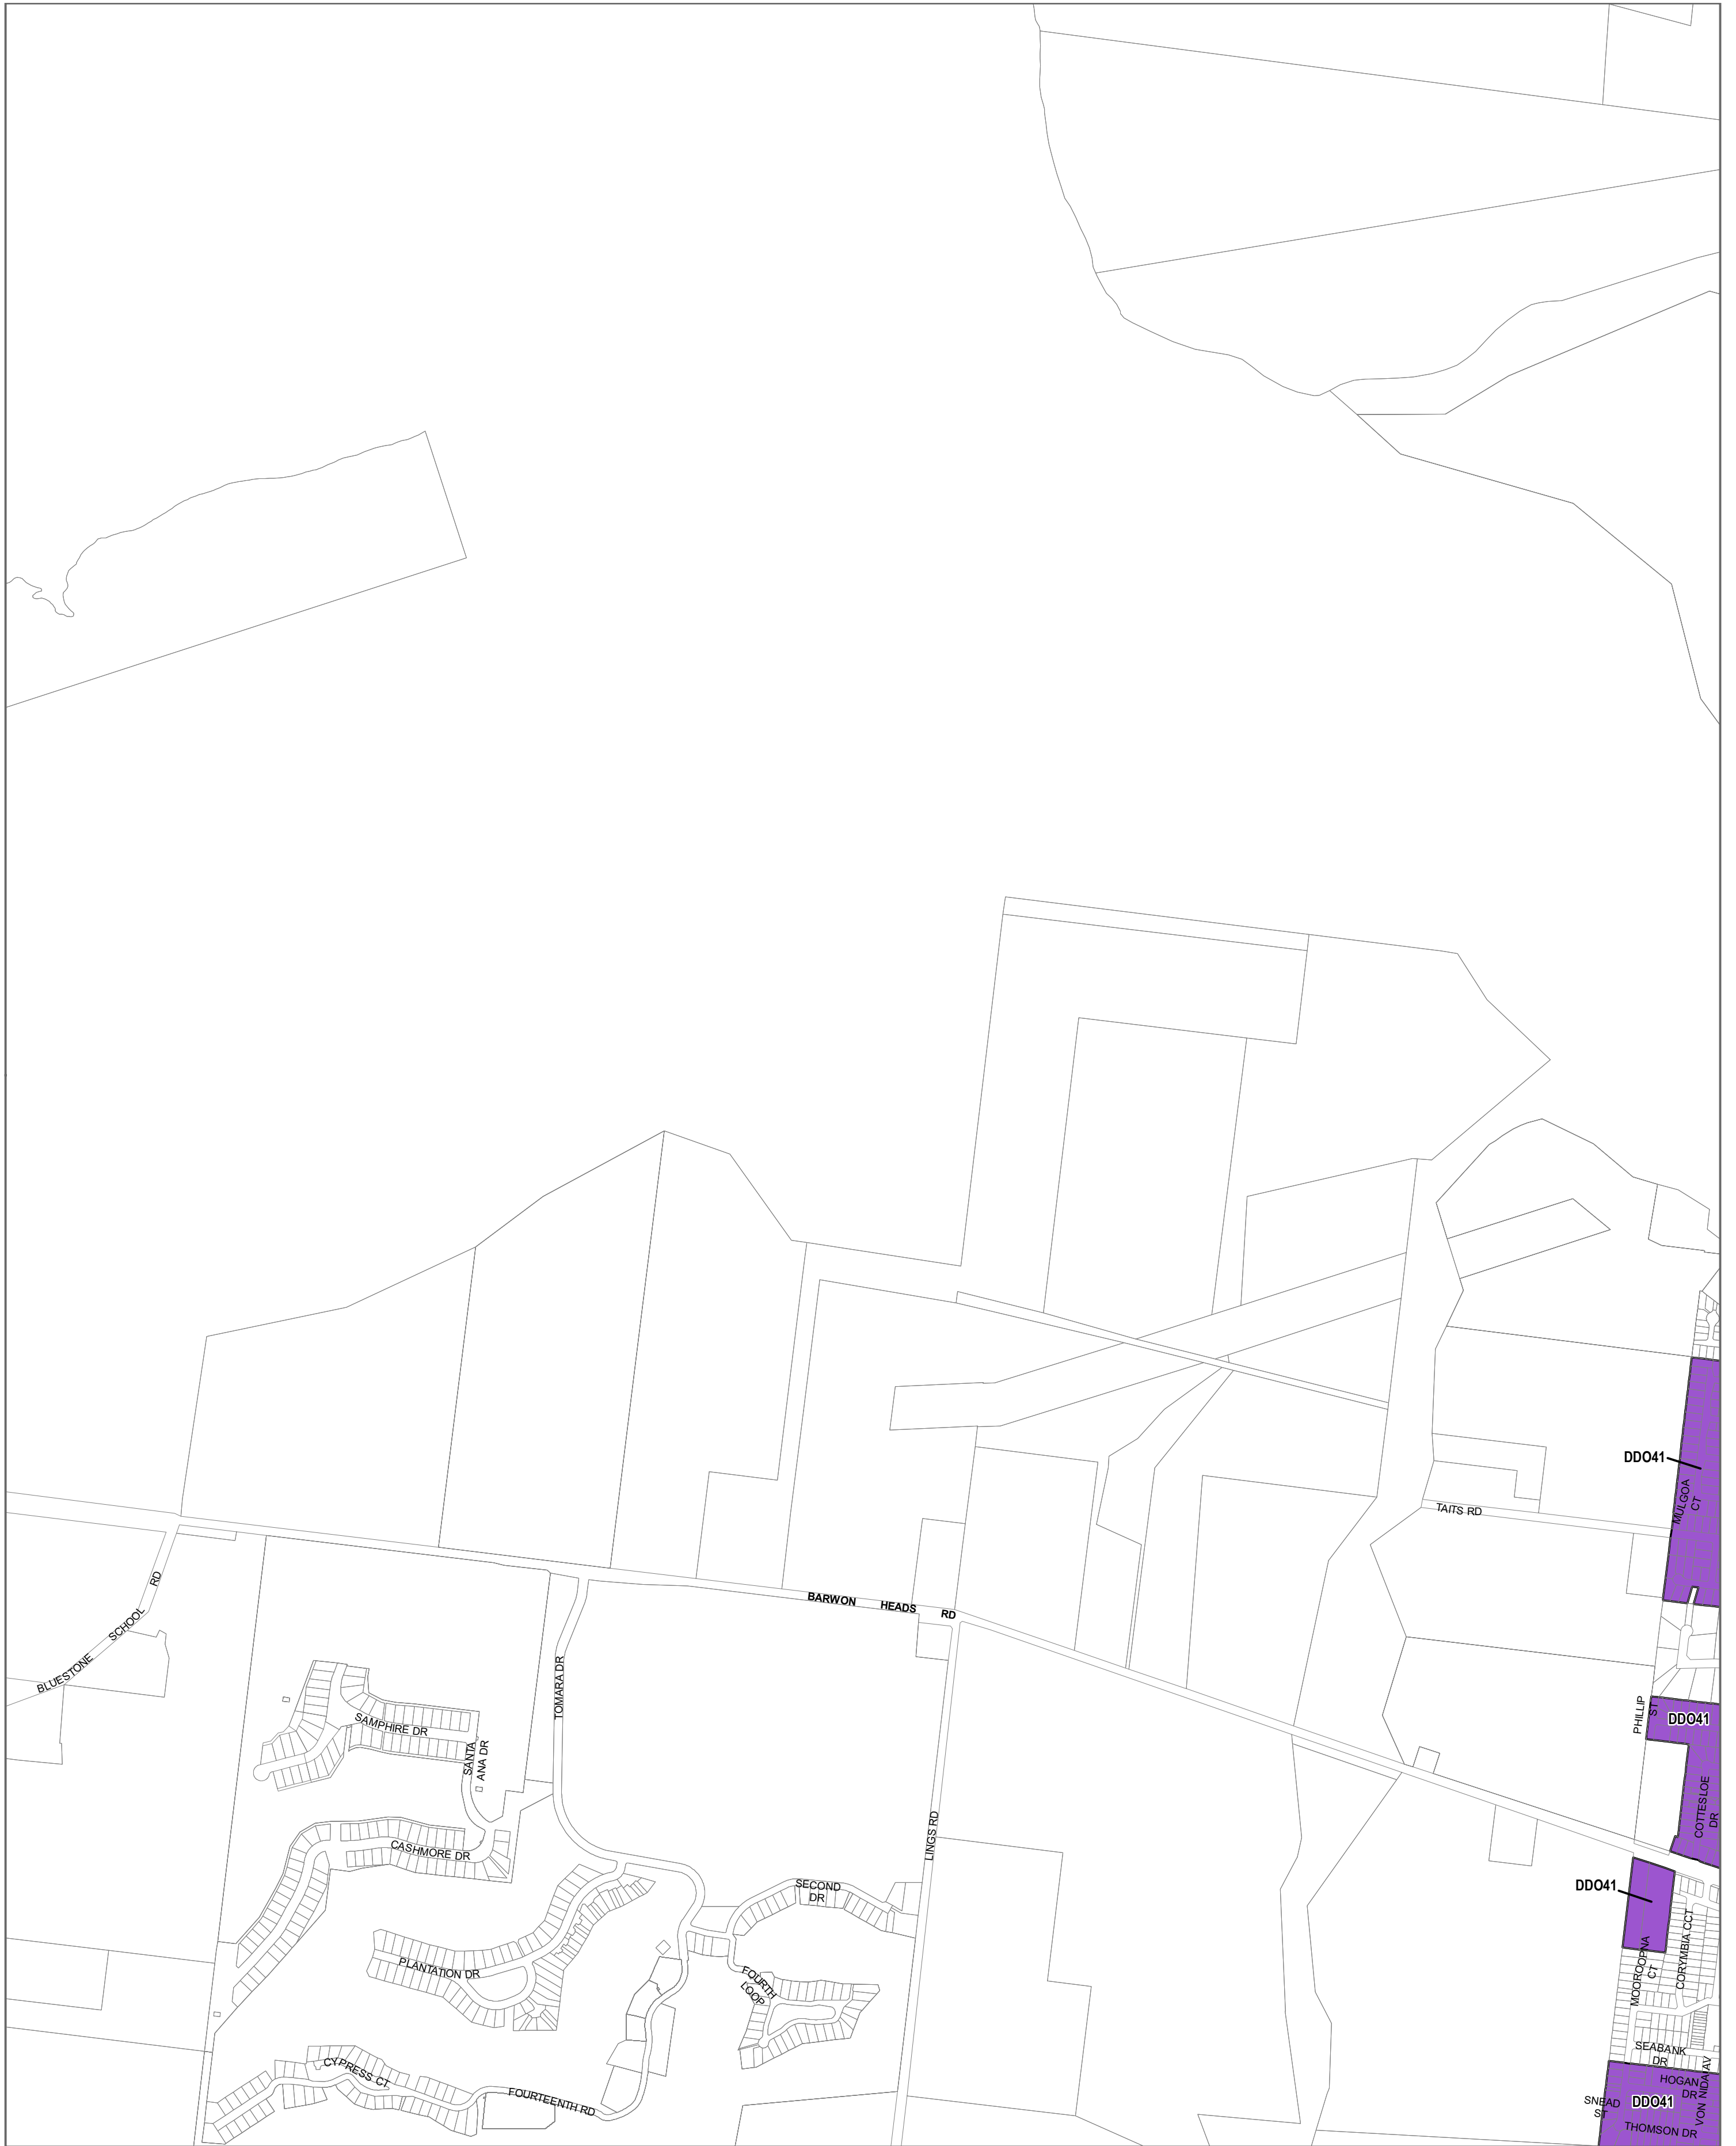 DDO41
MULGOA
CT
TAITS RD
BARWON HEADS RD
BLUESTONE SCHOOL RD
TOMARA DR
SAMPHIRE DR
SANTA
ANA DR
PHILLIP
ST
DDO41
COTTESLOE
DR
LINGS RD
CASHMORE DR
SECOND
DR
DDO41
CORYMBIA CCT
MOOROOPNA
CT
PLANTATION DR
FOURTH
LOOP
SEABANK
DR
CYPRESS CT
HOGAN
DR
VON NIDA AV
FOURTEENTH RD
SNEAD
ST
DDO41
THOMSON DR